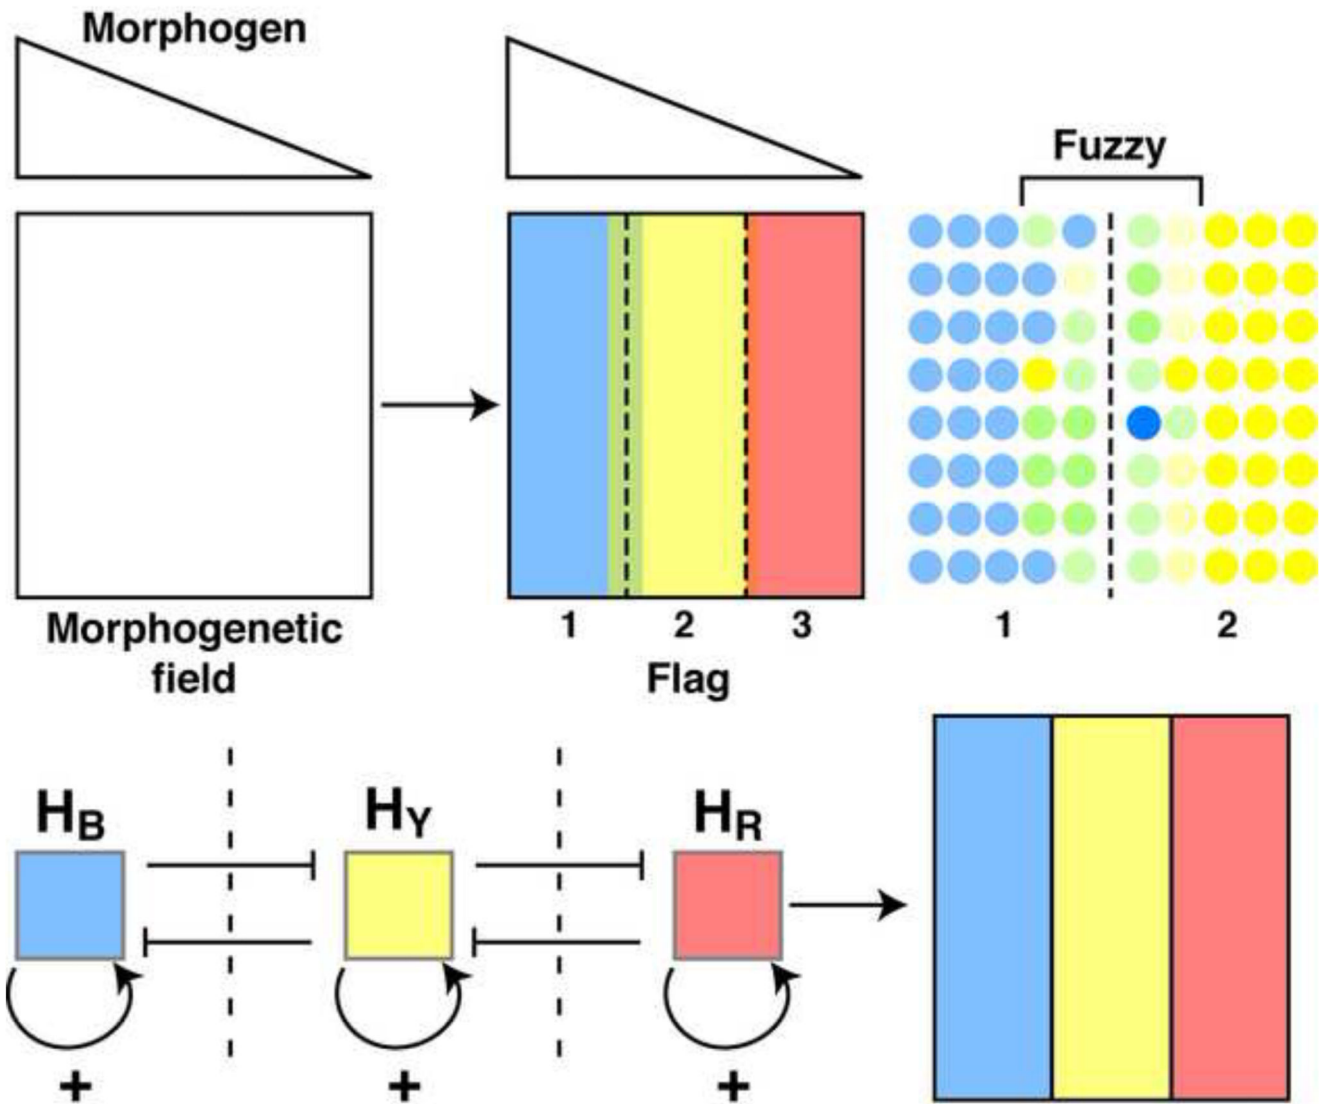 Morphogen
Fuzzy
Morphogenetic
field
1 2 3
Flag
1 2
HB HY HR
+ + +